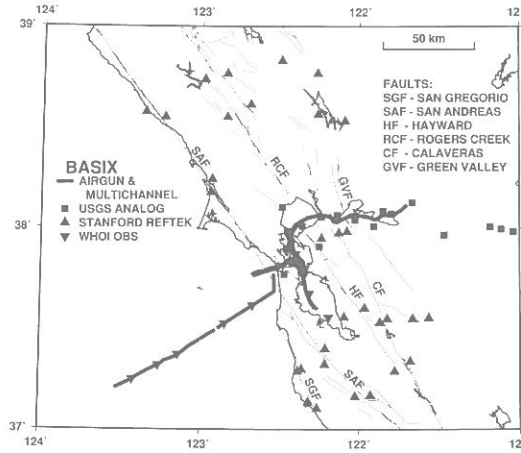 124° 123° 122° 12
39°
50 km
FAULTS:
SGF - SAN GREGORIO
SAF - SAN ANDREAS
HF - HAYWARD
RCF - ROGERS CREEK
CF - CALAVERAS
GVF - GREEN VALLEY
SAF
RCF
GVF
BASIX
AIRGUN &
MULTICHANNEL
USGS ANALOG
STANFORD REFTEK
WHOI OBS
38°
HF
CF
SAF
SGF
37°
124° 123° 122° 12